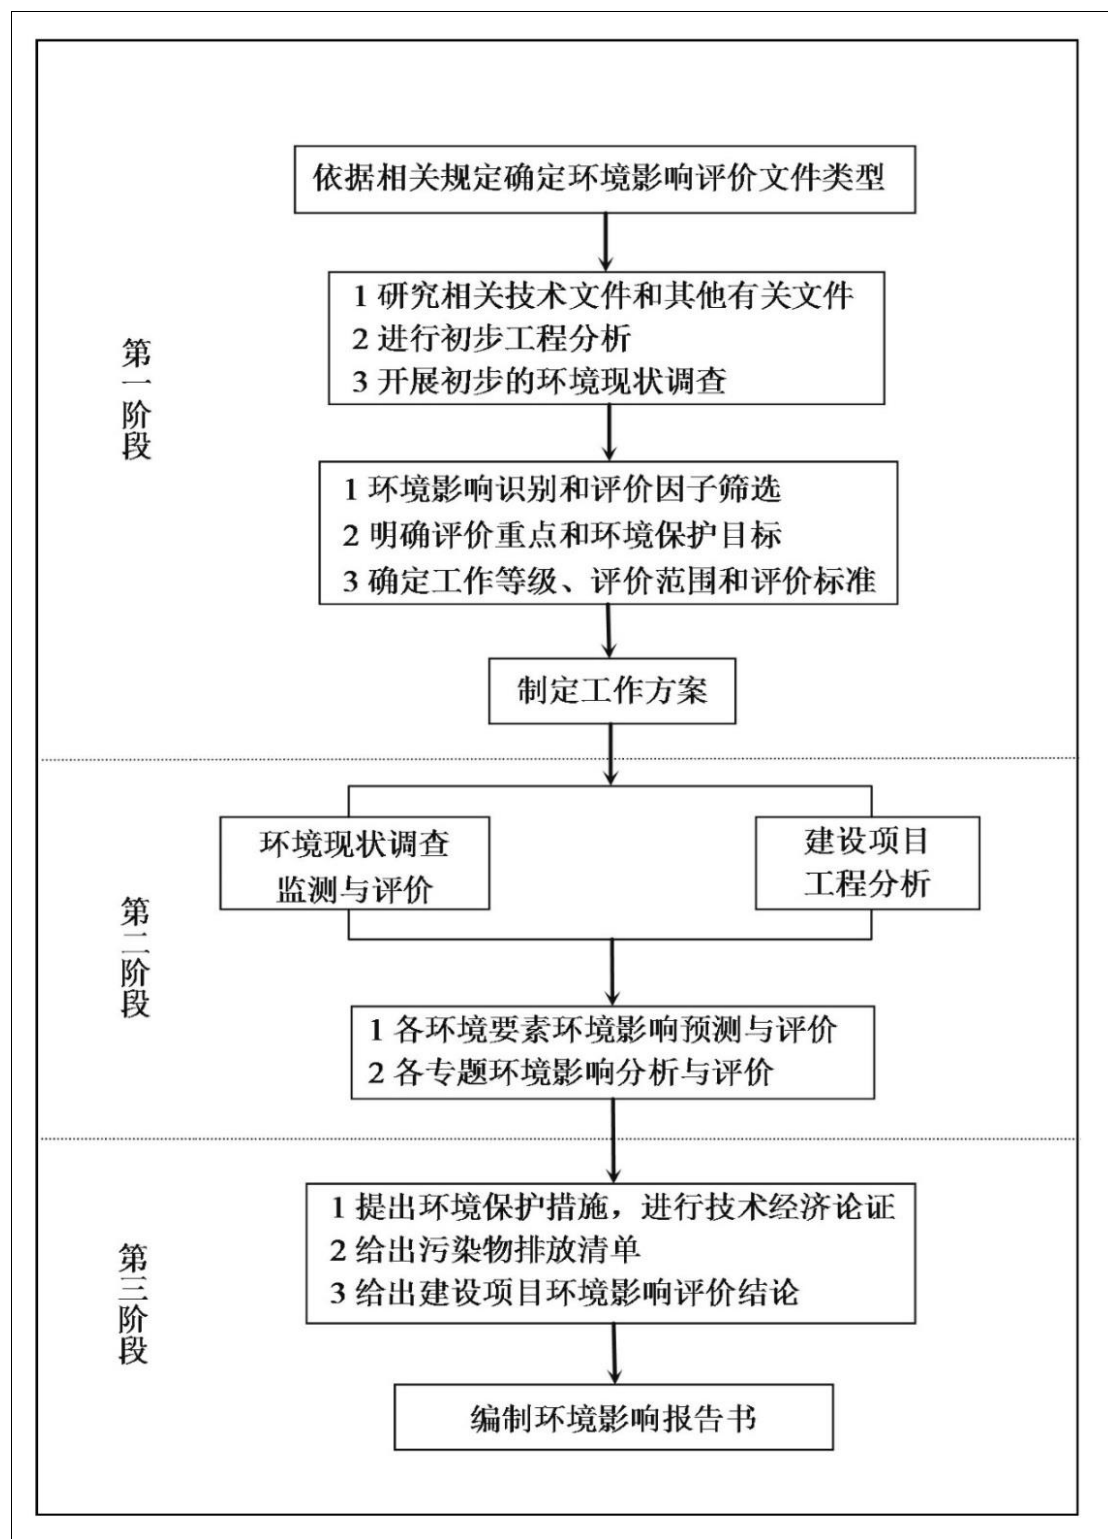 依据相关规定确定环境影响评价文件类型
1 研究相关技术文件和其他有关文件
2 进行初步工程分析
3 开展初步的环境现状调查
第一阶段
1 环境影响识别和评价因子筛选
2 明确评价重点和环境保护目标
3 确定工作等级、评价范围和评价标准
制定工作方案
环境现状调查
监测与评价
建设项目
工程分析
第二阶段
1 各环境要素环境影响预测与评价
2 各专题环境影响分析与评价
1 提出环境保护措施，进行技术经济论证
2 给出污染物排放清单
3 给出建设项目环境影响评价结论
第三阶段
编制环境影响报告书